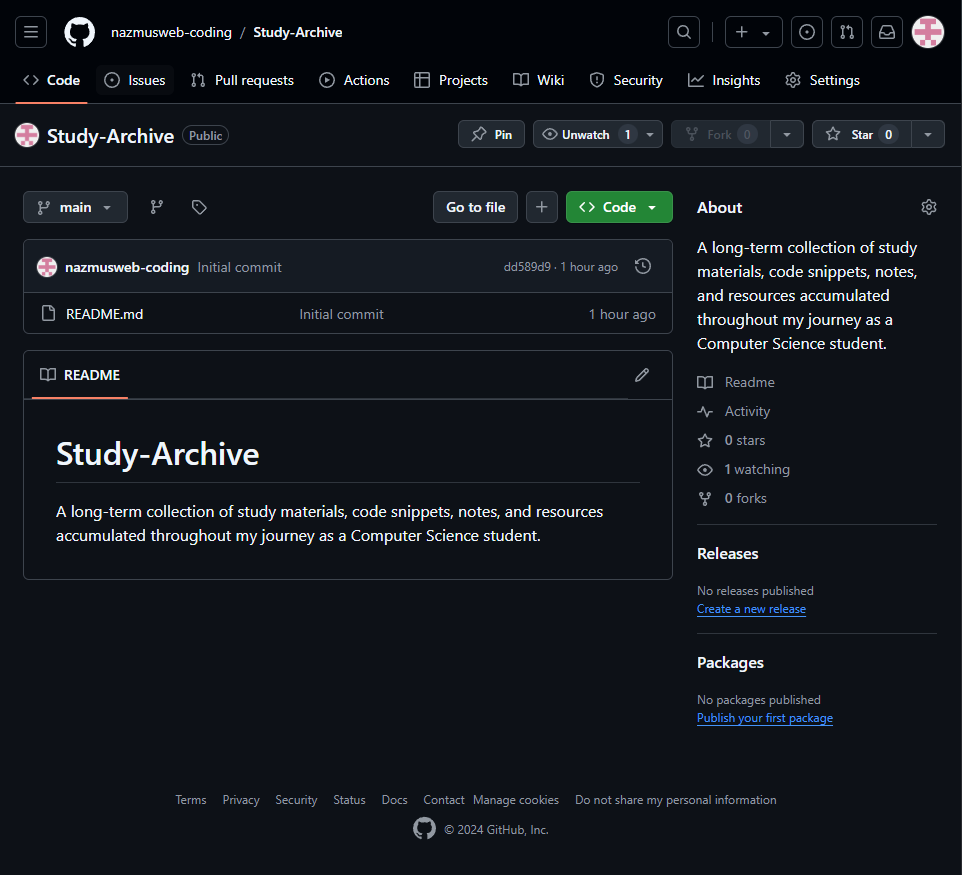 nazmusweb-coding / Study-Archive
Code Issues Pull requests Actions Projects Wiki Security Insights Settings
Study-Archive Public
Pin Unwatch 1 Fork 0 Star 0
main Go to file Code
nazmusweb-coding Initial commit dd589d9 · 1 hour ago
README.md Initial commit 1 hour ago
README
Study-Archive
A long-term collection of study materials, code snippets, notes, and resources
accumulated throughout my journey as a Computer Science student.
About
A long-term collection of study
materials, code snippets, notes,
and resources accumulated
throughout my journey as a
Computer Science student.
Readme
Activity
0 stars
1 watching
0 forks
Releases
No releases published
Create a new release
Packages
No packages published
Publish your first package
Terms Privacy Security Status Docs Contact Manage cookies Do not share my personal information
© 2024 GitHub, Inc.